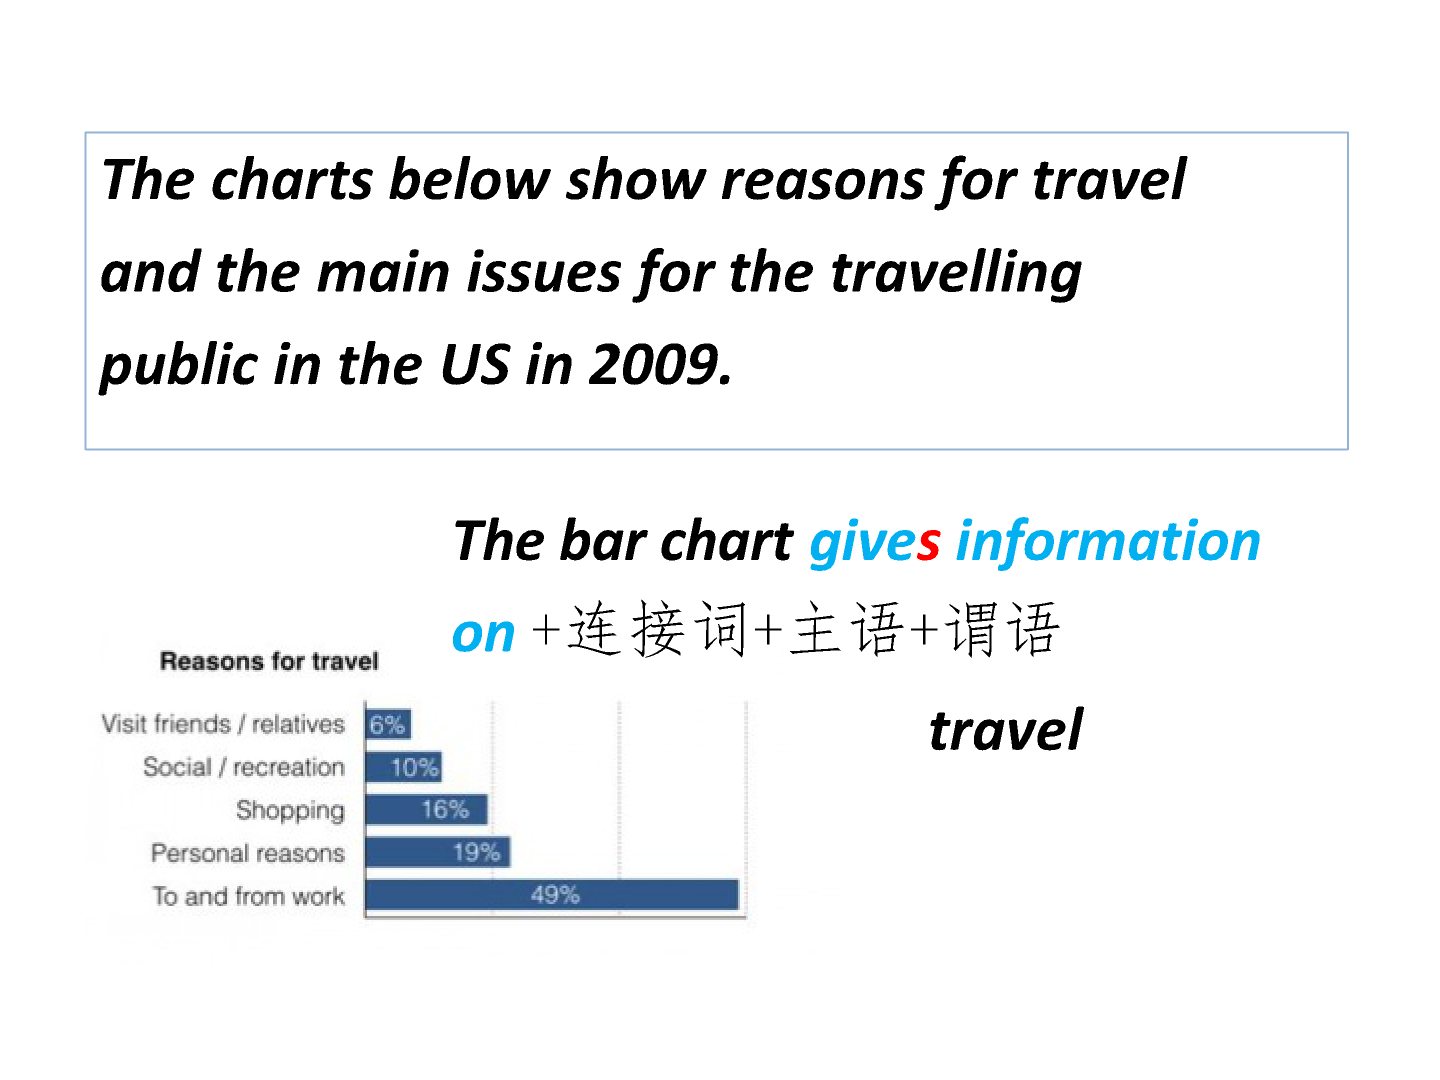 The charts below show reasons for travel
and the main issues for the travelling
public in the US in 2009.
The bar chart gives information
on +连接词+主语+谓语
travel
Reasons for travel
Visit friends / relatives 6%
Social / recreation 10%
Shopping 16%
Personal reasons 19%
To and from work 49%